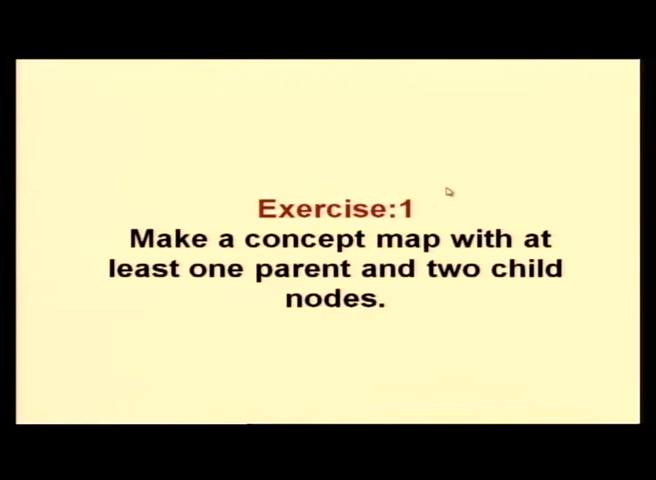 Exercise:1
Make a concept map with at
least one parent and two child
nodes.